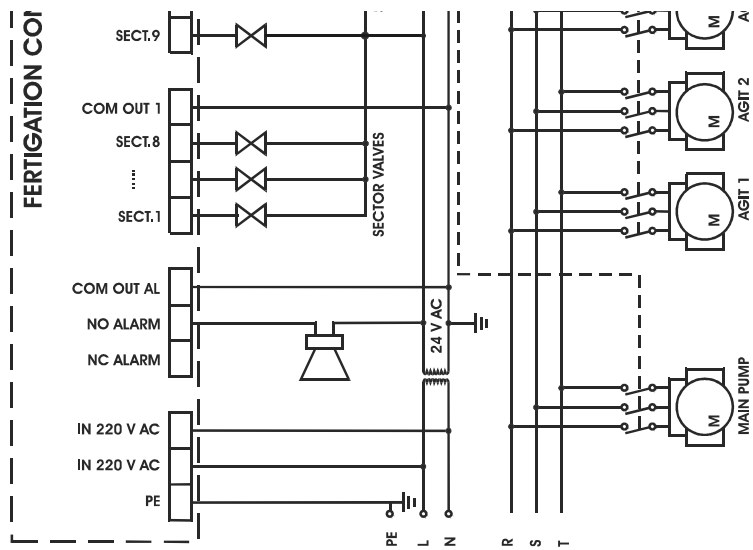 FERTIGATION CON
SECT.9
COM OUT 1
SECT.8
.....
SECT.1
SECTOR VALVES
COM OUT AL
NO ALARM
NC ALARM
24 V AC
IN 220 V AC
IN 220 V AC
PE
PE
L
N
R
S
T
M
M
AGIT 2
M
AGIT 1
M
MAIN PUMP